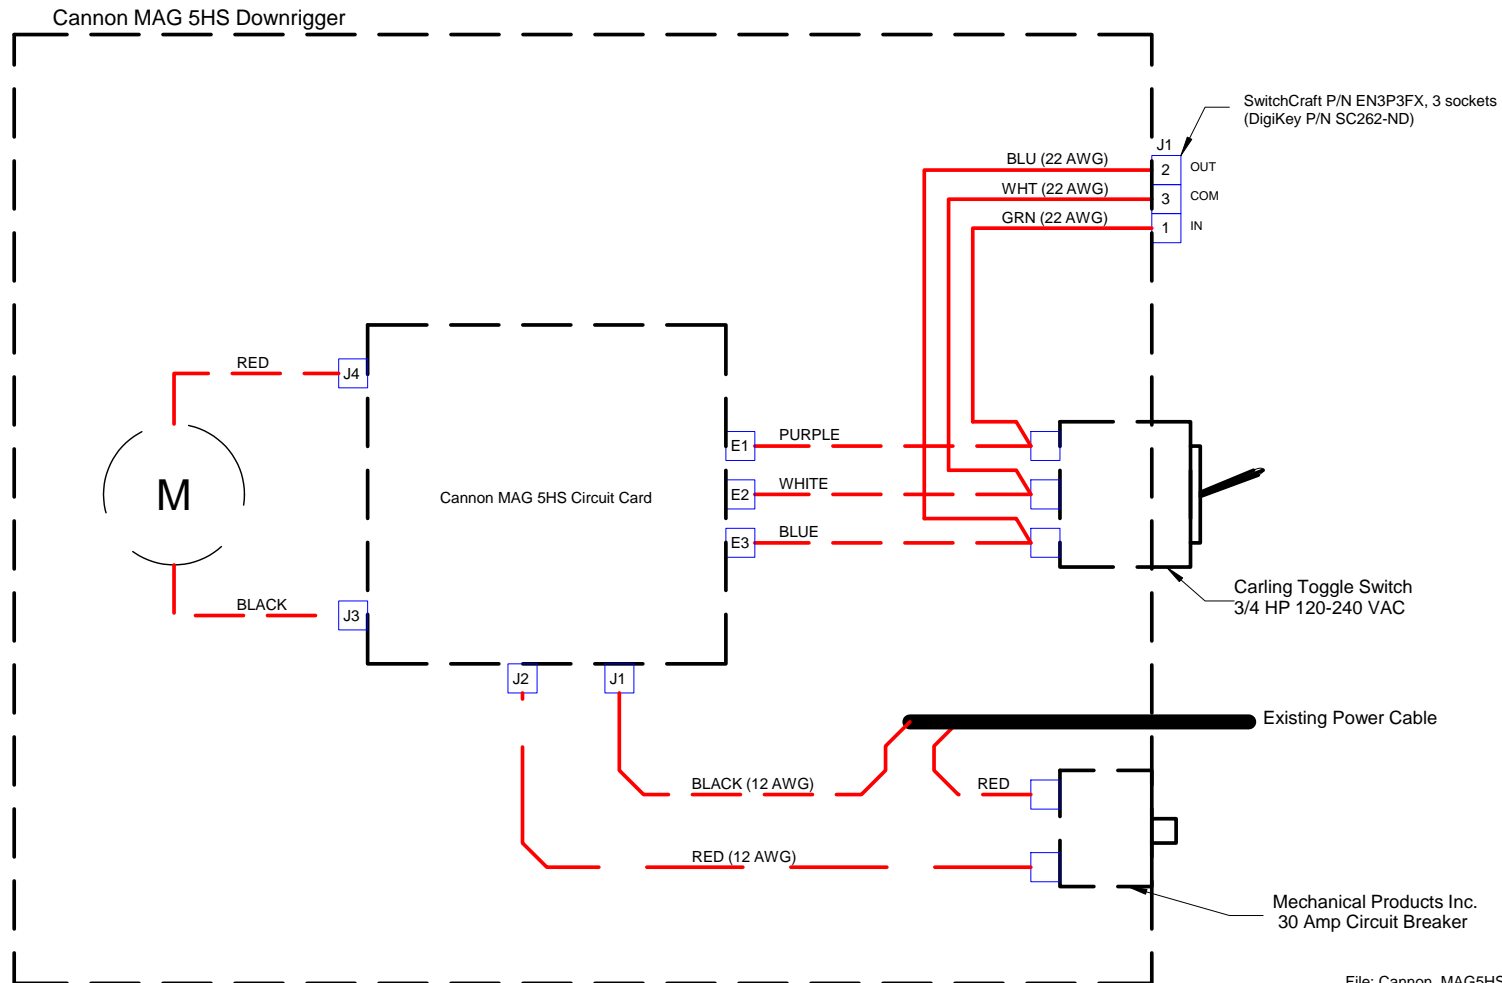 Cannon MAG 5HS Downrigger
SwitchCraft P/N EN3P3FX, 3 sockets
(DigiKey P/N SC262-ND)
J1
BLU (22 AWG)
2
OUT
WHT (22 AWG)
3
COM
GRN (22 AWG)
1
IN
RED
J4
M
Cannon MAG 5HS Circuit Card
E1
PURPLE
E2
WHITE
E3
BLUE
BLACK
J3
Carling Toggle Switch
3/4 HP 120-240 VAC
J2
J1
Existing Power Cable
BLACK (12 AWG)
RED
RED (12 AWG)
Mechanical Products Inc.
30 Amp Circuit Breaker
File: Cannon_MAG5HS